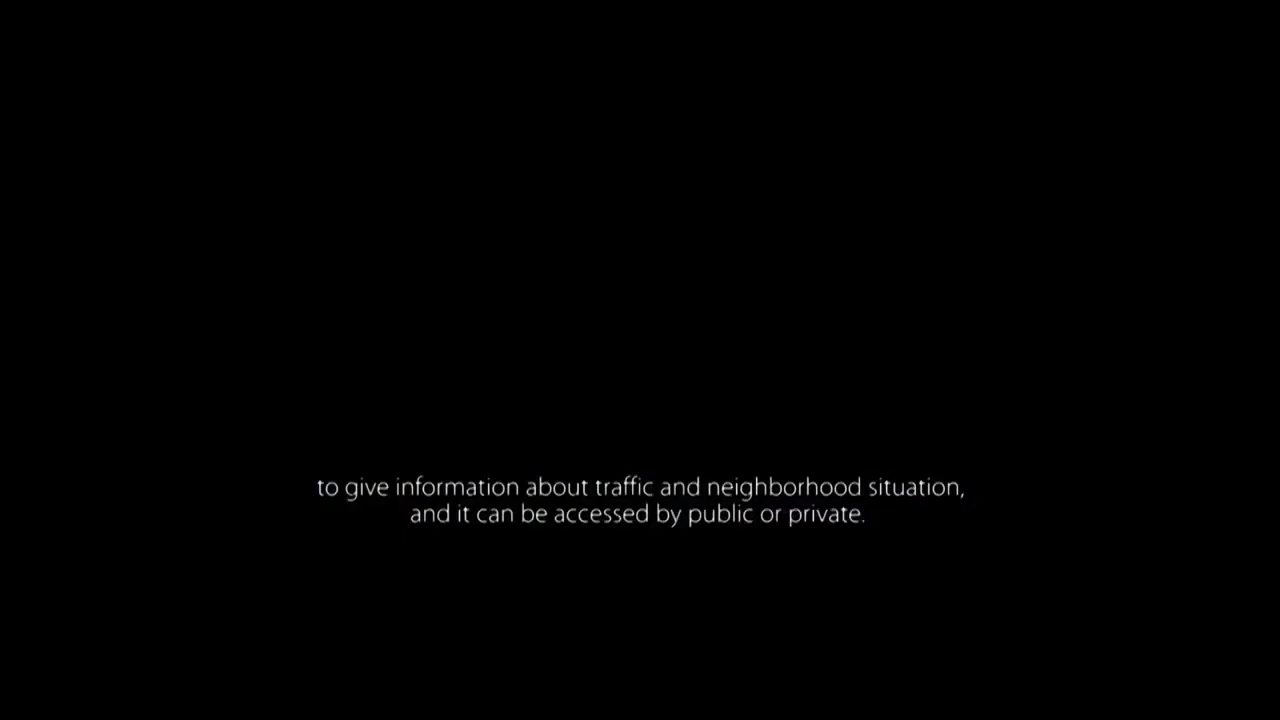 to give information about traffic and neighborhood situation,
and it can be accessed by public or private.